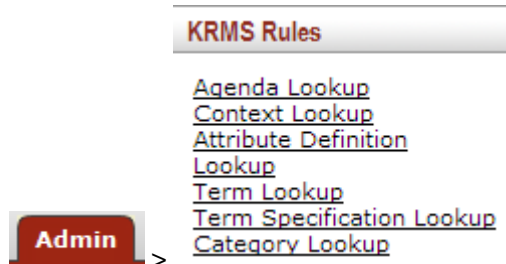 KRMS Rules
Agenda Lookup
Context Lookup
Attribute Definition
Lookup
Term Lookup
Term Specification Lookup
Admin > Category Lookup